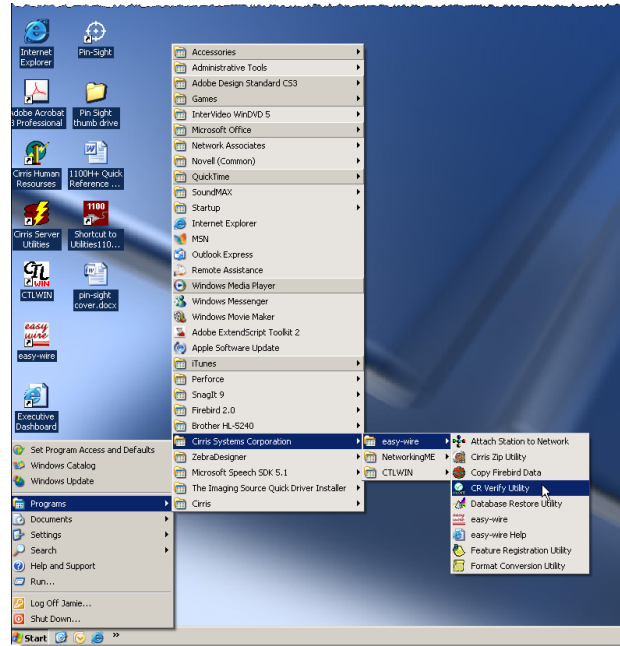 Internet
Explorer
Pin-Sight
Adobe Acrobat
8 Professional
Pin Sight
thumb drive
Cirris Human
Resourses
1100H+ Quick
Reference ...
1100
Cirris Server
Utilities
Shortcut to
Utilities110...
CTL
WIN
CTLWIN
pin-sight
cover.docx
easy
wire
easy-wire
Executive
Dashboard
Set Program Access and Defaults
Windows Catalog
Windows Update
Programs
Documents
Settings
Search
Help and Support
Run...
Log Off Jamie...
Shut Down...
Start
»
Accessories
Administrative Tools
Adobe Design Standard CS3
Games
InterVideo WinDVD 5
Microsoft Office
Network Associates
Novell (Common)
QuickTime
SoundMAX
Startup
Internet Explorer
MSN
Outlook Express
Remote Assistance
Windows Media Player
Windows Messenger
Windows Movie Maker
Adobe ExtendScript Toolkit 2
Apple Software Update
iTunes
Perforce
SnagIt 9
Firebird 2.0
Brother HL-5240
Cirris Systems Corporation
ZebraDesigner
Microsoft Speech SDK 5.1
The Imaging Source Quick Driver Installer
Cirris
easy-wire
NetworkingME
CTLWIN
Attach Station to Network
Cirris Zip Utility
Copy Firebird Data
CR Verify Utility
Database Restore Utility
easy-wire
easy-wire Help
Feature Registration Utility
Format Conversion Utility